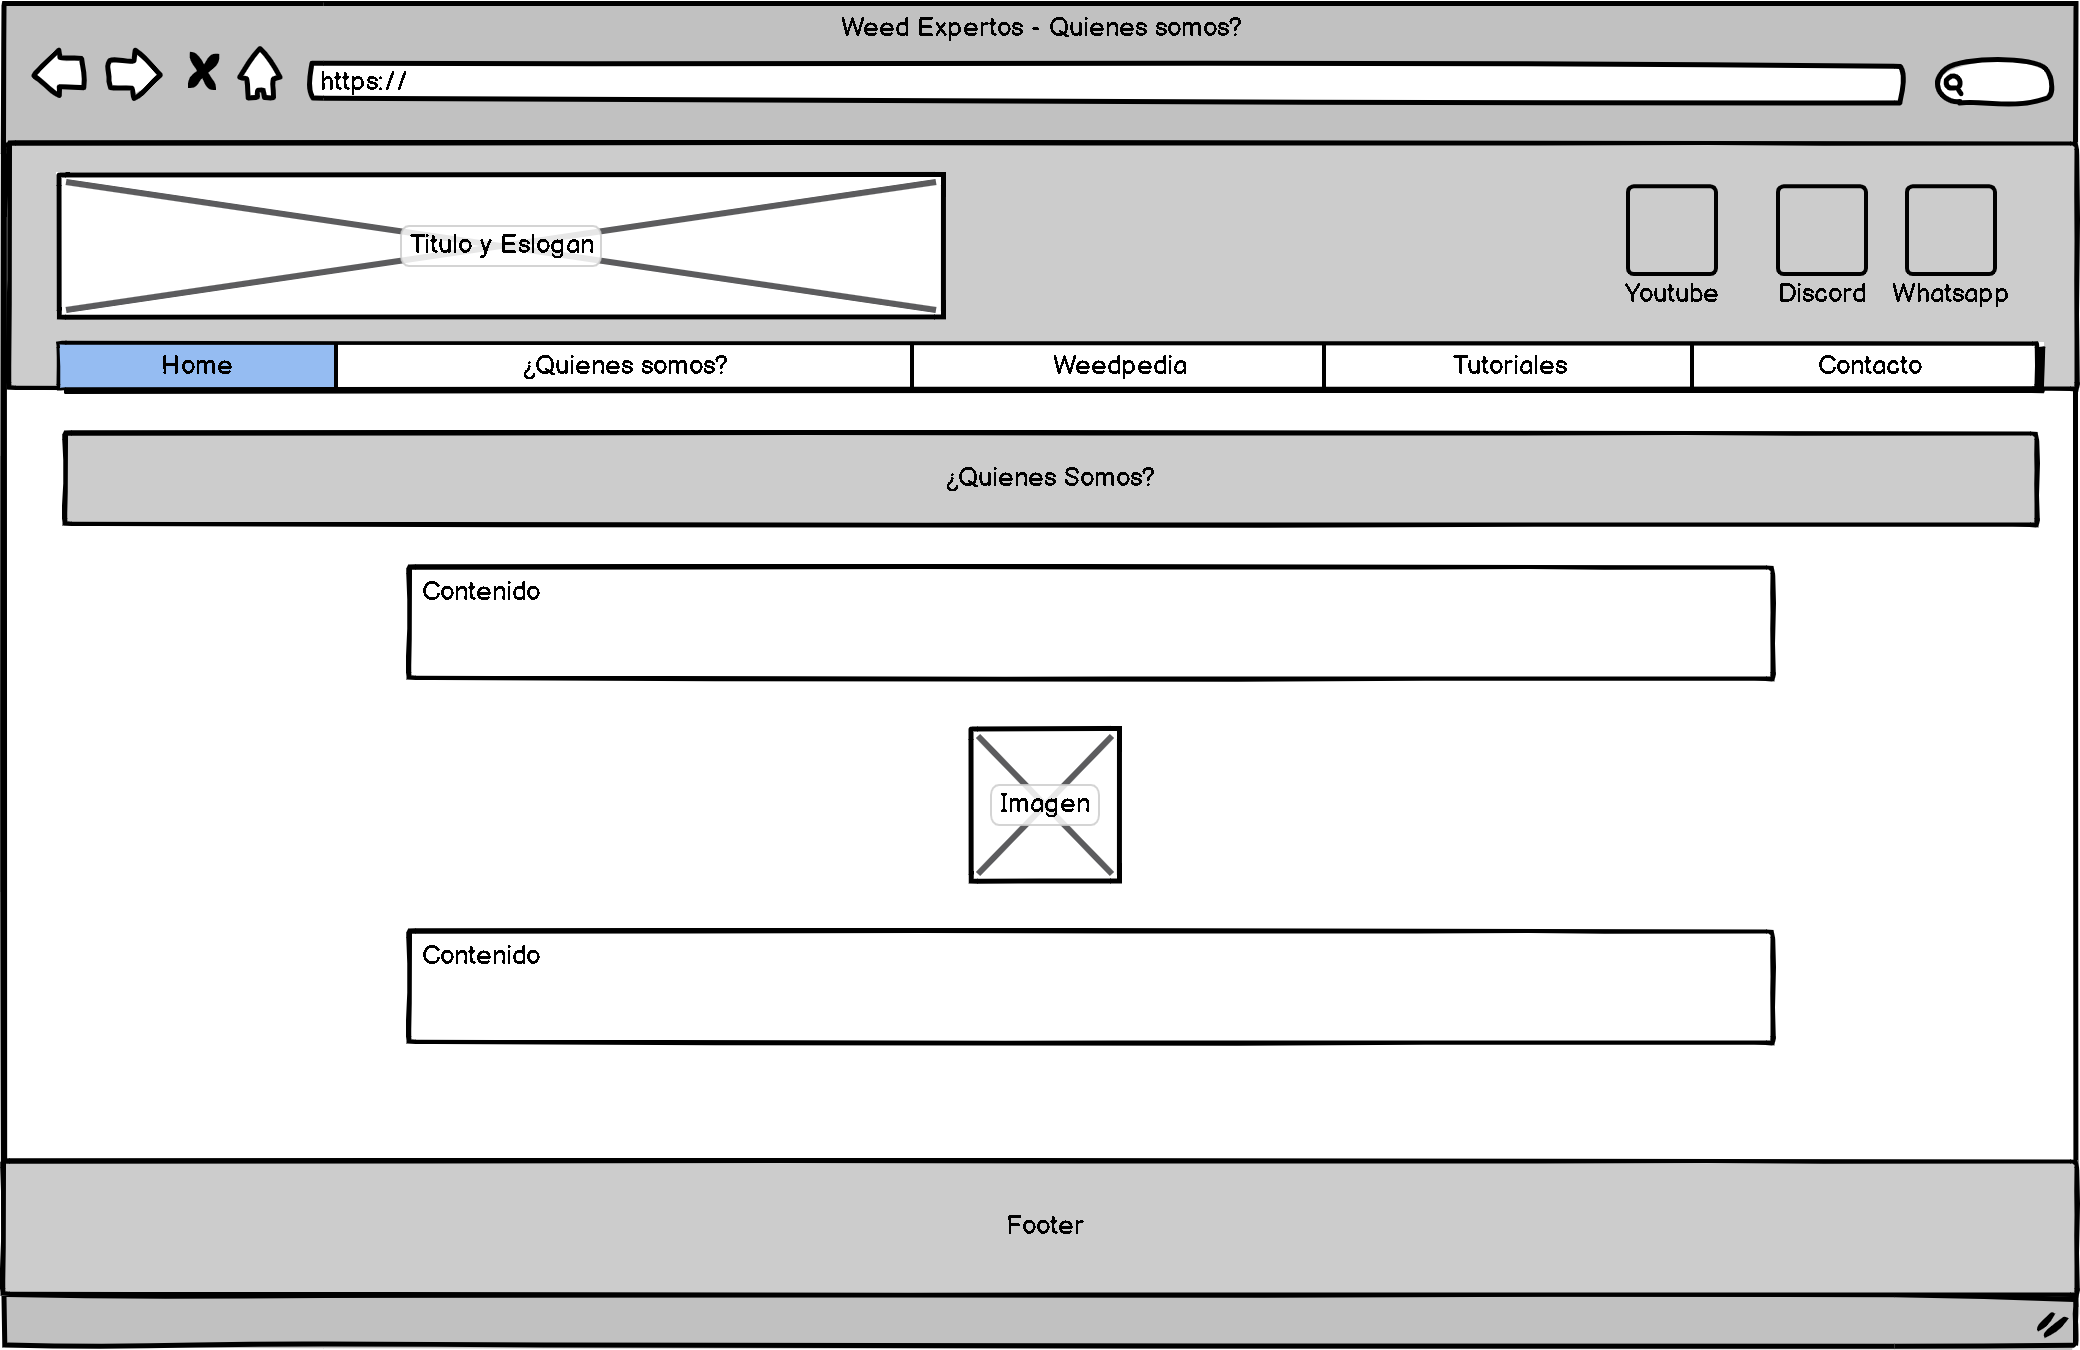 Weed Expertos - Quienes somos?
https://
Titulo y Eslogan
Youtube
Discord
Whatsapp
Home
¿Quienes somos?
Weedpedia
Tutoriales
Contacto
¿Quienes Somos?
Contenido
Imagen
Contenido
Footer